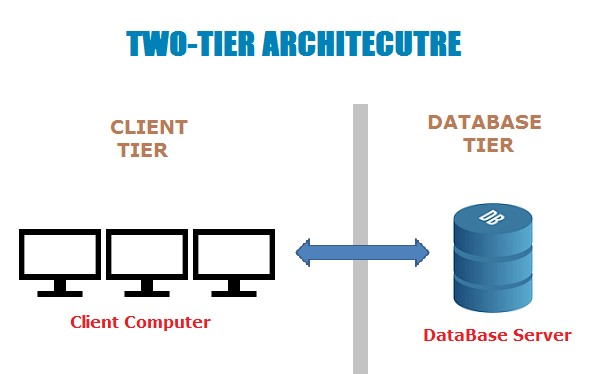 TWO-TIER ARCHITECUTRE
CLIENT
TIER
DATABASE
TIER
DB
Client Computer
DataBase Server